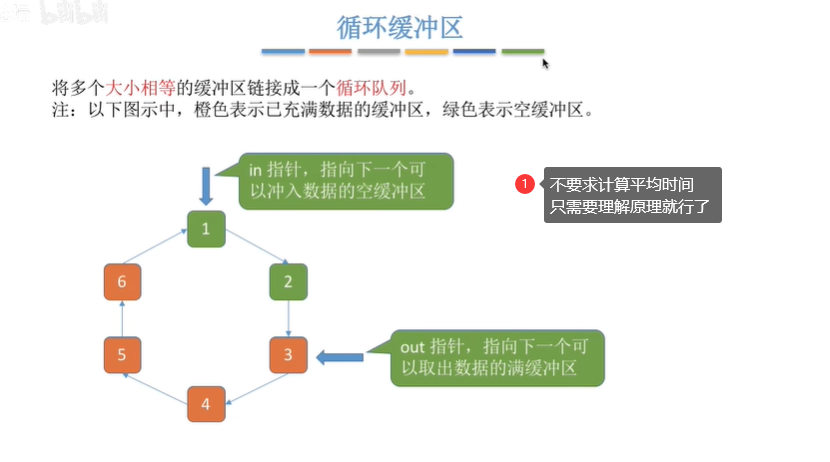 循环缓冲区
将多个大小相等的缓冲区链接成一个循环队列。
注：以下图示中，橙色表示已充满数据的缓冲区，绿色表示空缓冲区。
in 指针，指向下一个可
以冲入数据的空缓冲区
1 不要求计算平均时间
只需要理解原理就行了
1
6
2
5
3
out 指针，指向下一个可
以取出数据的满缓冲区
4